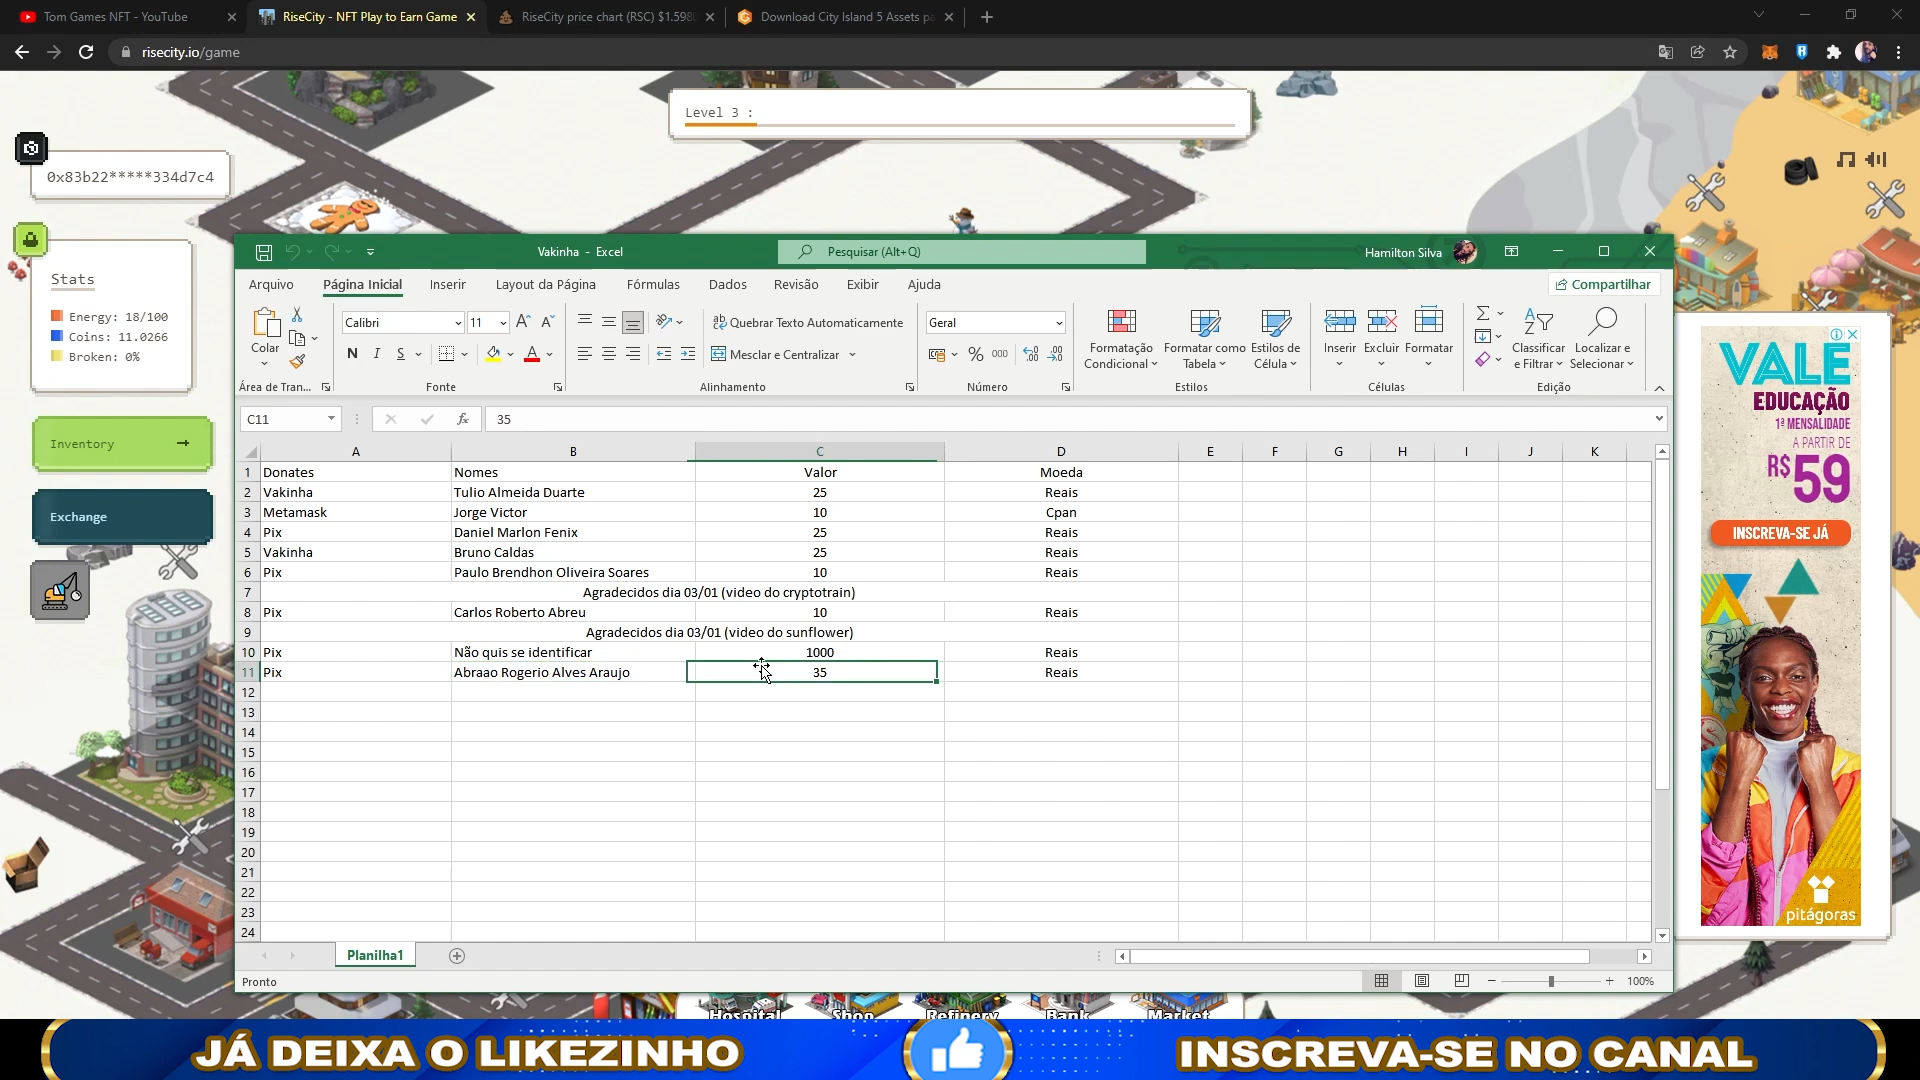 Tom Games NFT - YouTube
RiseCity - NFT Play to Earn Game
RiseCity price chart (RSC) $1.598
Download City Island 5 Assets pa
risecity.io/game
Level 3 :
0x83b22*****334d7c4
Stats
Energy: 18/100
Coins: 11.0266
Broken: 0%
Inventory
Exchange
Vakinha - Excel
Pesquisar (Alt+Q)
Hamilton Silva
Arquivo
Página Inicial
Inserir
Layout da Página
Fórmulas
Dados
Revisão
Exibir
Ajuda
Compartilhar
Colar
Calibri
11
N I S
Quebrar Texto Automaticamente
Mesclar e Centralizar
Geral
% 000
Formatação Condicional
Formatar como Tabela
Estilos de Célula
Inserir
Excluir
Formatar
Classificar e Filtrar
Localizar e Selecionar
Área de Tran...
Fonte
Alinhamento
Número
Estilos
Células
Edição
C11
fx
35
A B C D E F G H I J K
1 Donates Nomes Valor Moeda
2 Vakinha Tulio Almeida Duarte 25 Reais
3 Metamask Jorge Victor 10 Cpan
4 Pix Daniel Marlon Fenix 25 Reais
5 Vakinha Bruno Caldas 25 Reais
6 Pix Paulo Brendhon Oliveira Soares 10 Reais
7 Agradecidos dia 03/01 (video do cryptotrain)
8 Pix Carlos Roberto Abreu 10 Reais
9 Agradecidos dia 03/01 (video do sunflower)
10 Pix Não quis se identificar 1000 Reais
11 Pix Abraao Rogerio Alves Araujo 35 Reais
12
13
14
15
16
17
18
19
20
21
22
23
24
Planilha1
Pronto
100%
VALE
EDUCAÇÃO
1ª MENSALIDADE
A PARTIR DE
R$59
INSCREVA-SE JÁ
pitágoras
Hospital
Shop
Refinery
Bank
Market
JÁ DEIXA O LIKEZINHO
INSCREVA-SE NO CANAL